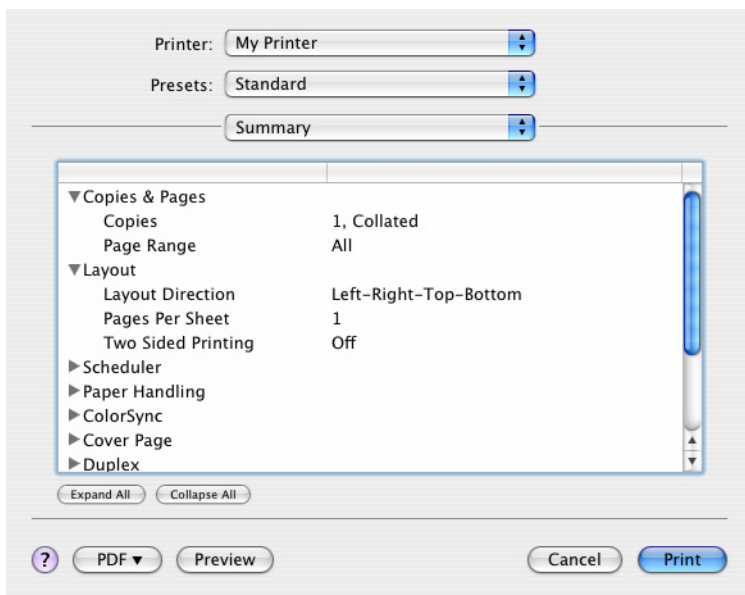 Printer: My Printer
Presets: Standard
Summary
Copies & Pages
Copies 1, Collated
Page Range All
Layout
Layout Direction Left-Right-Top-Bottom
Pages Per Sheet 1
Two Sided Printing Off
Scheduler
Paper Handling
ColorSync
Cover Page
Duplex
Expand All Collapse All
? PDF▼ Preview Cancel Print